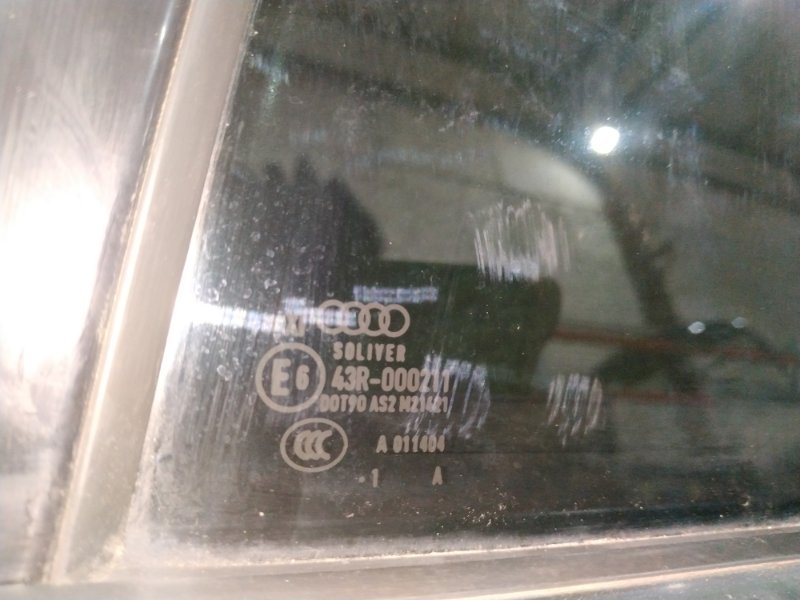 SOLIVER
E6 43R-000211
DOT90 AS2 M21421
CCC A 011404
1 A